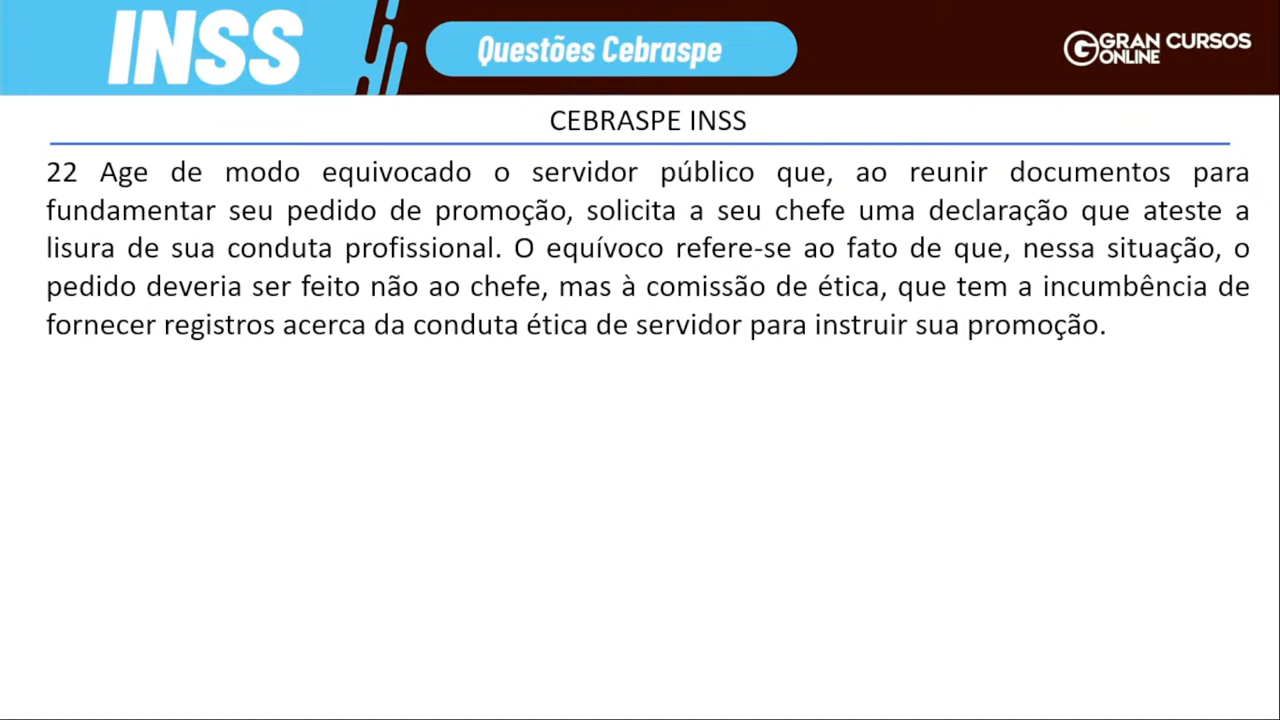 INSS
Questões Cebraspe
GRAN CURSOS
ONLINE
CEBRASPE INSS
22 Age de modo equivocado o servidor público que, ao reunir documentos para
fundamentar seu pedido de promoção, solicita a seu chefe uma declaração que ateste a
lisura de sua conduta profissional. O equívoco refere-se ao fato de que, nessa situação, o
pedido deveria ser feito não ao chefe, mas à comissão de ética, que tem a incumbência de
fornecer registros acerca da conduta ética de servidor para instruir sua promoção.